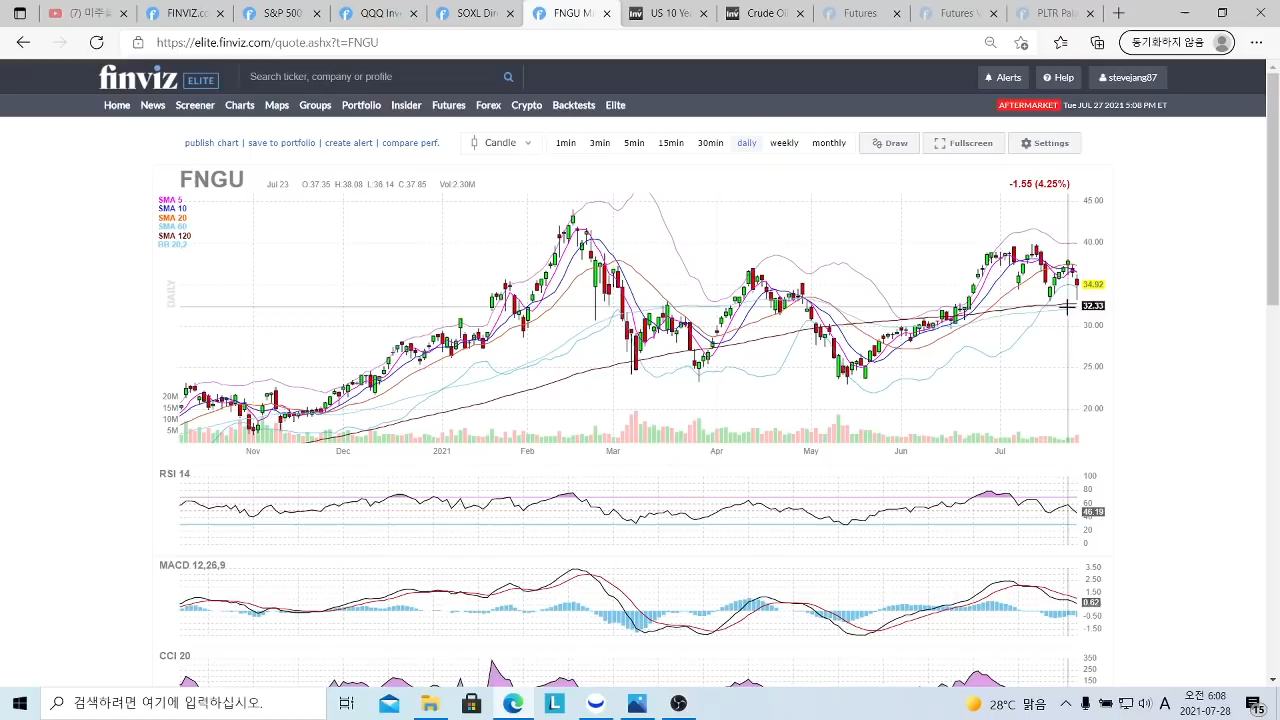 (7) 미주
SPY S&P 500
QQQ Inv
SOXL
FNGU M
US 10 Ye
Crude Oil
Futures
Futures
PLTR
https://elite.finviz.com/quote.ashx?t=FNGU
동기화하지 않음
finviz ELITE
Search ticker, company or profile
Alerts
Help
stevejang87
Home News Screener Charts Maps Groups Portfolio Insider Futures Forex Crypto Backtests Elite
AFTERMARKET Tue JUL 27 2021 5:08 PM ET
publish chart | save to portfolio | create alert | compare perf.
Candle
1min 3min 5min 15min 30min daily weekly monthly
Draw
Fullscreen
Settings
FNGU
Jul 23 O:37.35 H:38.08 L:36.14 C:37.85 Vol:2.30M
-1.55 (4.25%)
SMA 5
SMA 10
SMA 20
SMA 60
SMA 120
BB 20,2
DAILY
45.00
40.00
34.92
32.33
30.00
25.00
20.00
20M
15M
10M
5M
Nov Dec 2021 Feb Mar Apr May Jun Jul
RSI 14
100
80
60
46.19
20
0
MACD 12,26,9
3.50
2.50
1.50
0.62
-0.50
-1.50
CCI 20
350
250
150
검색하려면 여기에 입력하십시오.
28°C 맑음
A
오전 6:08
2021-07-28
15